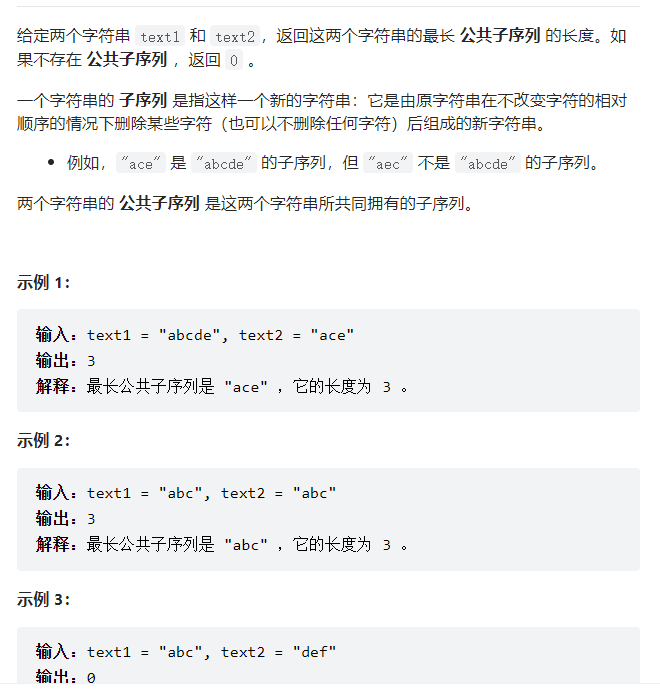 给定两个字符串 text1 和 text2，返回这两个字符串的最长 公共子序列 的长度。如
果不存在 公共子序列 ，返回 0 。
一个字符串的 子序列 是指这样一个新的字符串：它是由原字符串在不改变字符的相对
顺序的情况下删除某些字符（也可以不删除任何字符）后组成的新字符串。
• 例如，"ace" 是 "abcde" 的子序列，但 "aec" 不是 "abcde" 的子序列。
两个字符串的 公共子序列 是这两个字符串所共同拥有的子序列。
示例 1：
输入：text1 = "abcde", text2 = "ace"
输出：3
解释：最长公共子序列是 "ace" ，它的长度为 3 。
示例 2：
输入：text1 = "abc", text2 = "abc"
输出：3
解释：最长公共子序列是 "abc" ，它的长度为 3 。
示例 3：
输入：text1 = "abc", text2 = "def"
输出：0